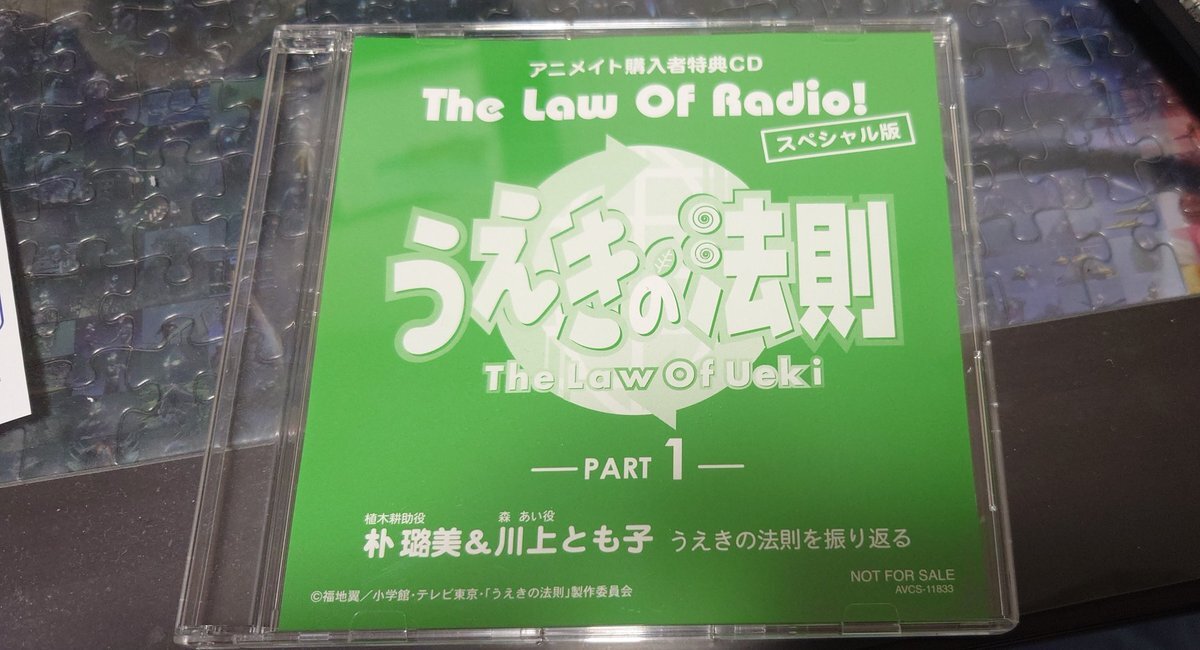 アニメイト購入者特典CD
The Law Of Radio!
スペシャル版
うえきの法則
The Law Of Ueki
PART 1
植木耕助役 森 あい役
朴 璐美&川上とも子 うえきの法則を振り返る
NOT FOR SALE
AVCS-11833
©福地翼/小学館・テレビ東京・「うえきの法則」製作委員会